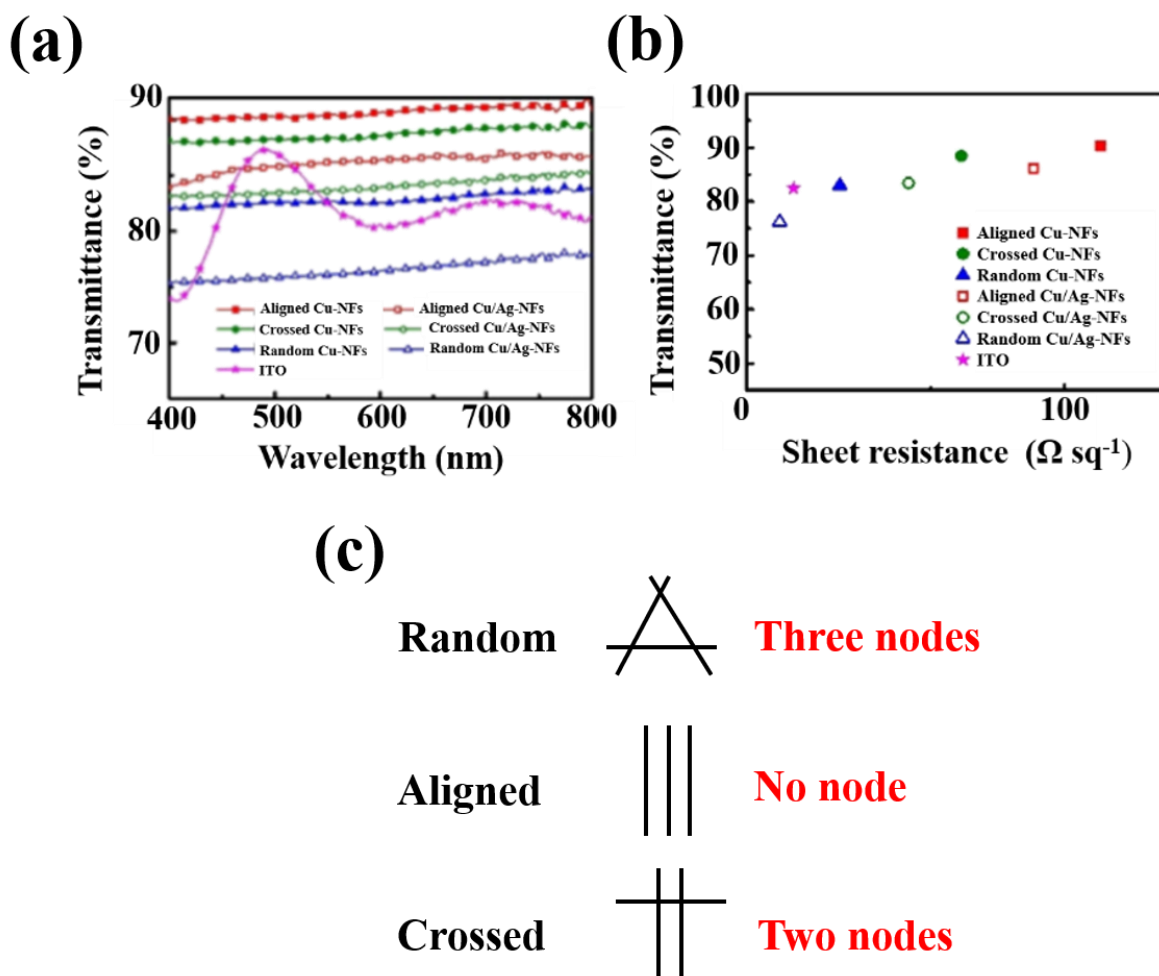 (a)
Transmittance (%)
90
80
70
400
500
600
700
800
Wavelength (nm)
Aligned Cu-NFs
Crossed Cu-NFs
Random Cu-NFs
ITO
Aligned Cu/Ag-NFs
Crossed Cu/Ag-NFs
Random Cu/Ag-NFs
(b)
Transmittance (%)
100
90
80
70
60
50
0
100
Sheet resistance (Ω sq⁻¹)
Aligned Cu-NFs
Crossed Cu-NFs
Random Cu-NFs
Aligned Cu/Ag-NFs
Crossed Cu/Ag-NFs
Random Cu/Ag-NFs
ITO
(c)
Random Three nodes
Aligned No node
Crossed Two nodes